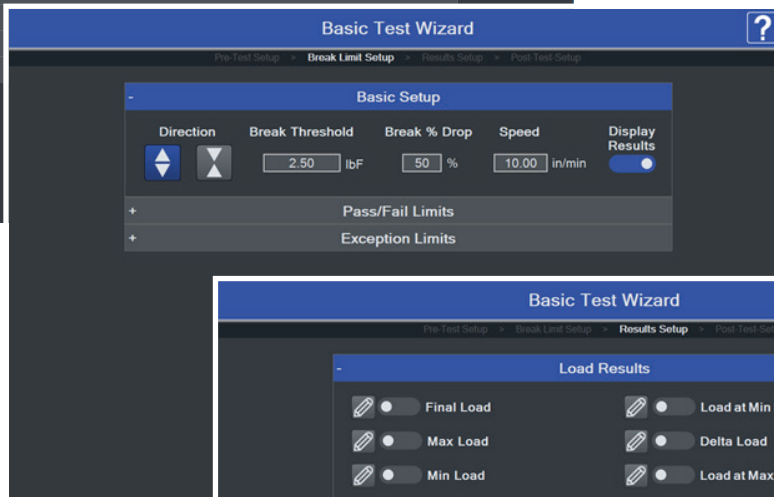 Basic Test Wizard
?
Pre-Test Setup > Break Limit Setup > Results Setup > Post-Test-Setup
- Basic Setup
Direction Break Threshold Break % Drop Speed Display Results
2.50 lbF 50 % 10.00 in/min
+ Pass/Fail Limits
+ Exception Limits
Basic Test Wizard
Pre-Test Setup > Break Limit Setup > Results Setup > Post-Test-Set
- Load Results
Final Load Load at Min
Max Load Delta Load
Min Load Load at Max